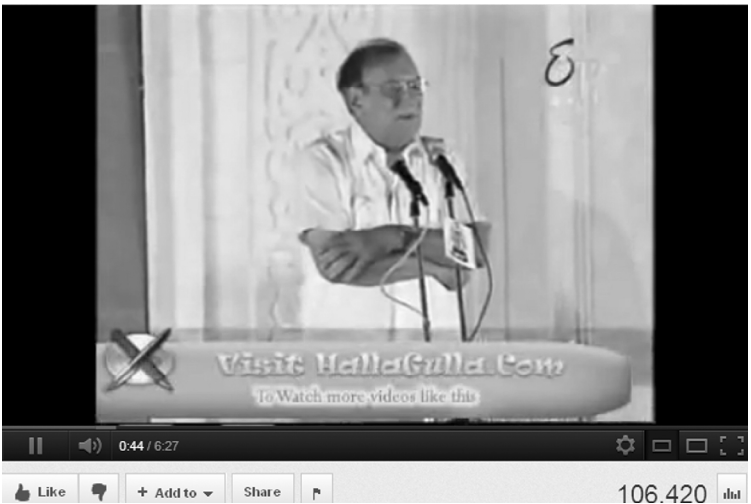 Visit HallaGulla.Com
To Watch more videos like this
0:44 / 6:27
Like
+ Add to
Share
106,420